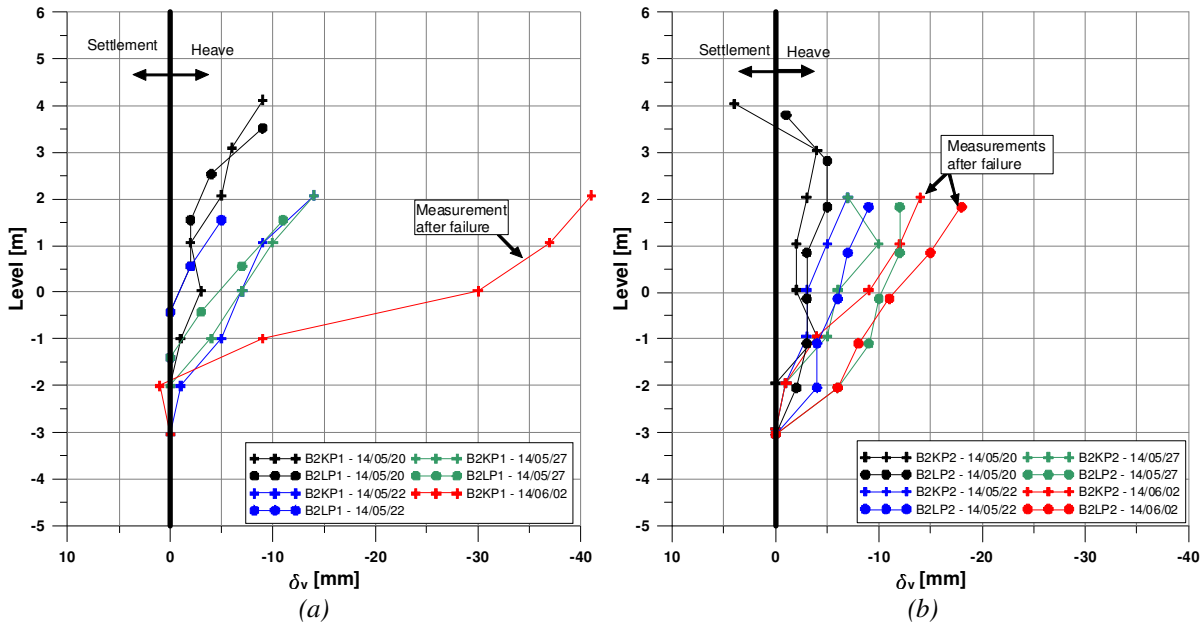 6
5
4
3
2
1
0
-1
-2
-3
-4
-5
Level [m]
Settlement
Heave
Measurement
after failure
B2KP1 - 14/05/20
B2LP1 - 14/05/20
B2KP1 - 14/05/22
B2LP1 - 14/05/22
B2KP1 - 14/05/27
B2LP1 - 14/05/27
B2KP1 - 14/06/02
10 0 -10 -20 -30 -40
δv [mm]
(a)
6
5
4
3
2
1
0
-1
-2
-3
-4
-5
Level [m]
Settlement
Heave
Measurements
after failure
B2KP2 - 14/05/20
B2LP2 - 14/05/20
B2KP2 - 14/05/22
B2LP2 - 14/05/22
B2KP2 - 14/05/27
B2LP2 - 14/05/27
B2KP2 - 14/06/02
B2LP2 - 14/06/02
10 0 -10 -20 -30 -40
δv [mm]
(b)